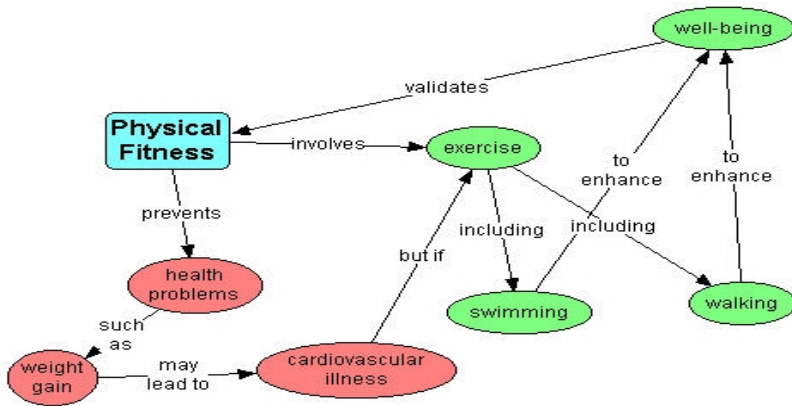 well-being
validates
Physical
Fitness
involves
exercise
to
enhance
to
enhance
prevents
but if
including
including
health
problems
swimming
walking
such
as
weight
gain
may
lead to
cardiovascular
illness